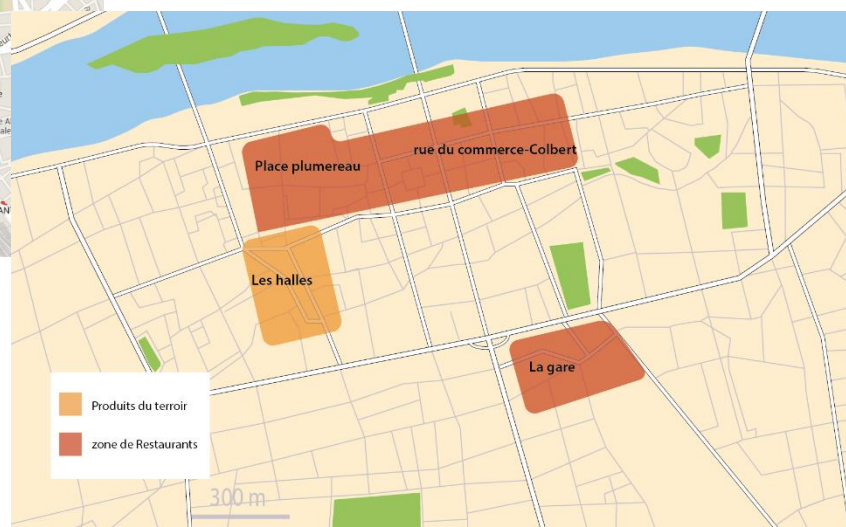 Place plumereau
rue du commerce-Colbert
Les halles
La gare
Produits du terroir
zone de Restaurants
300 m